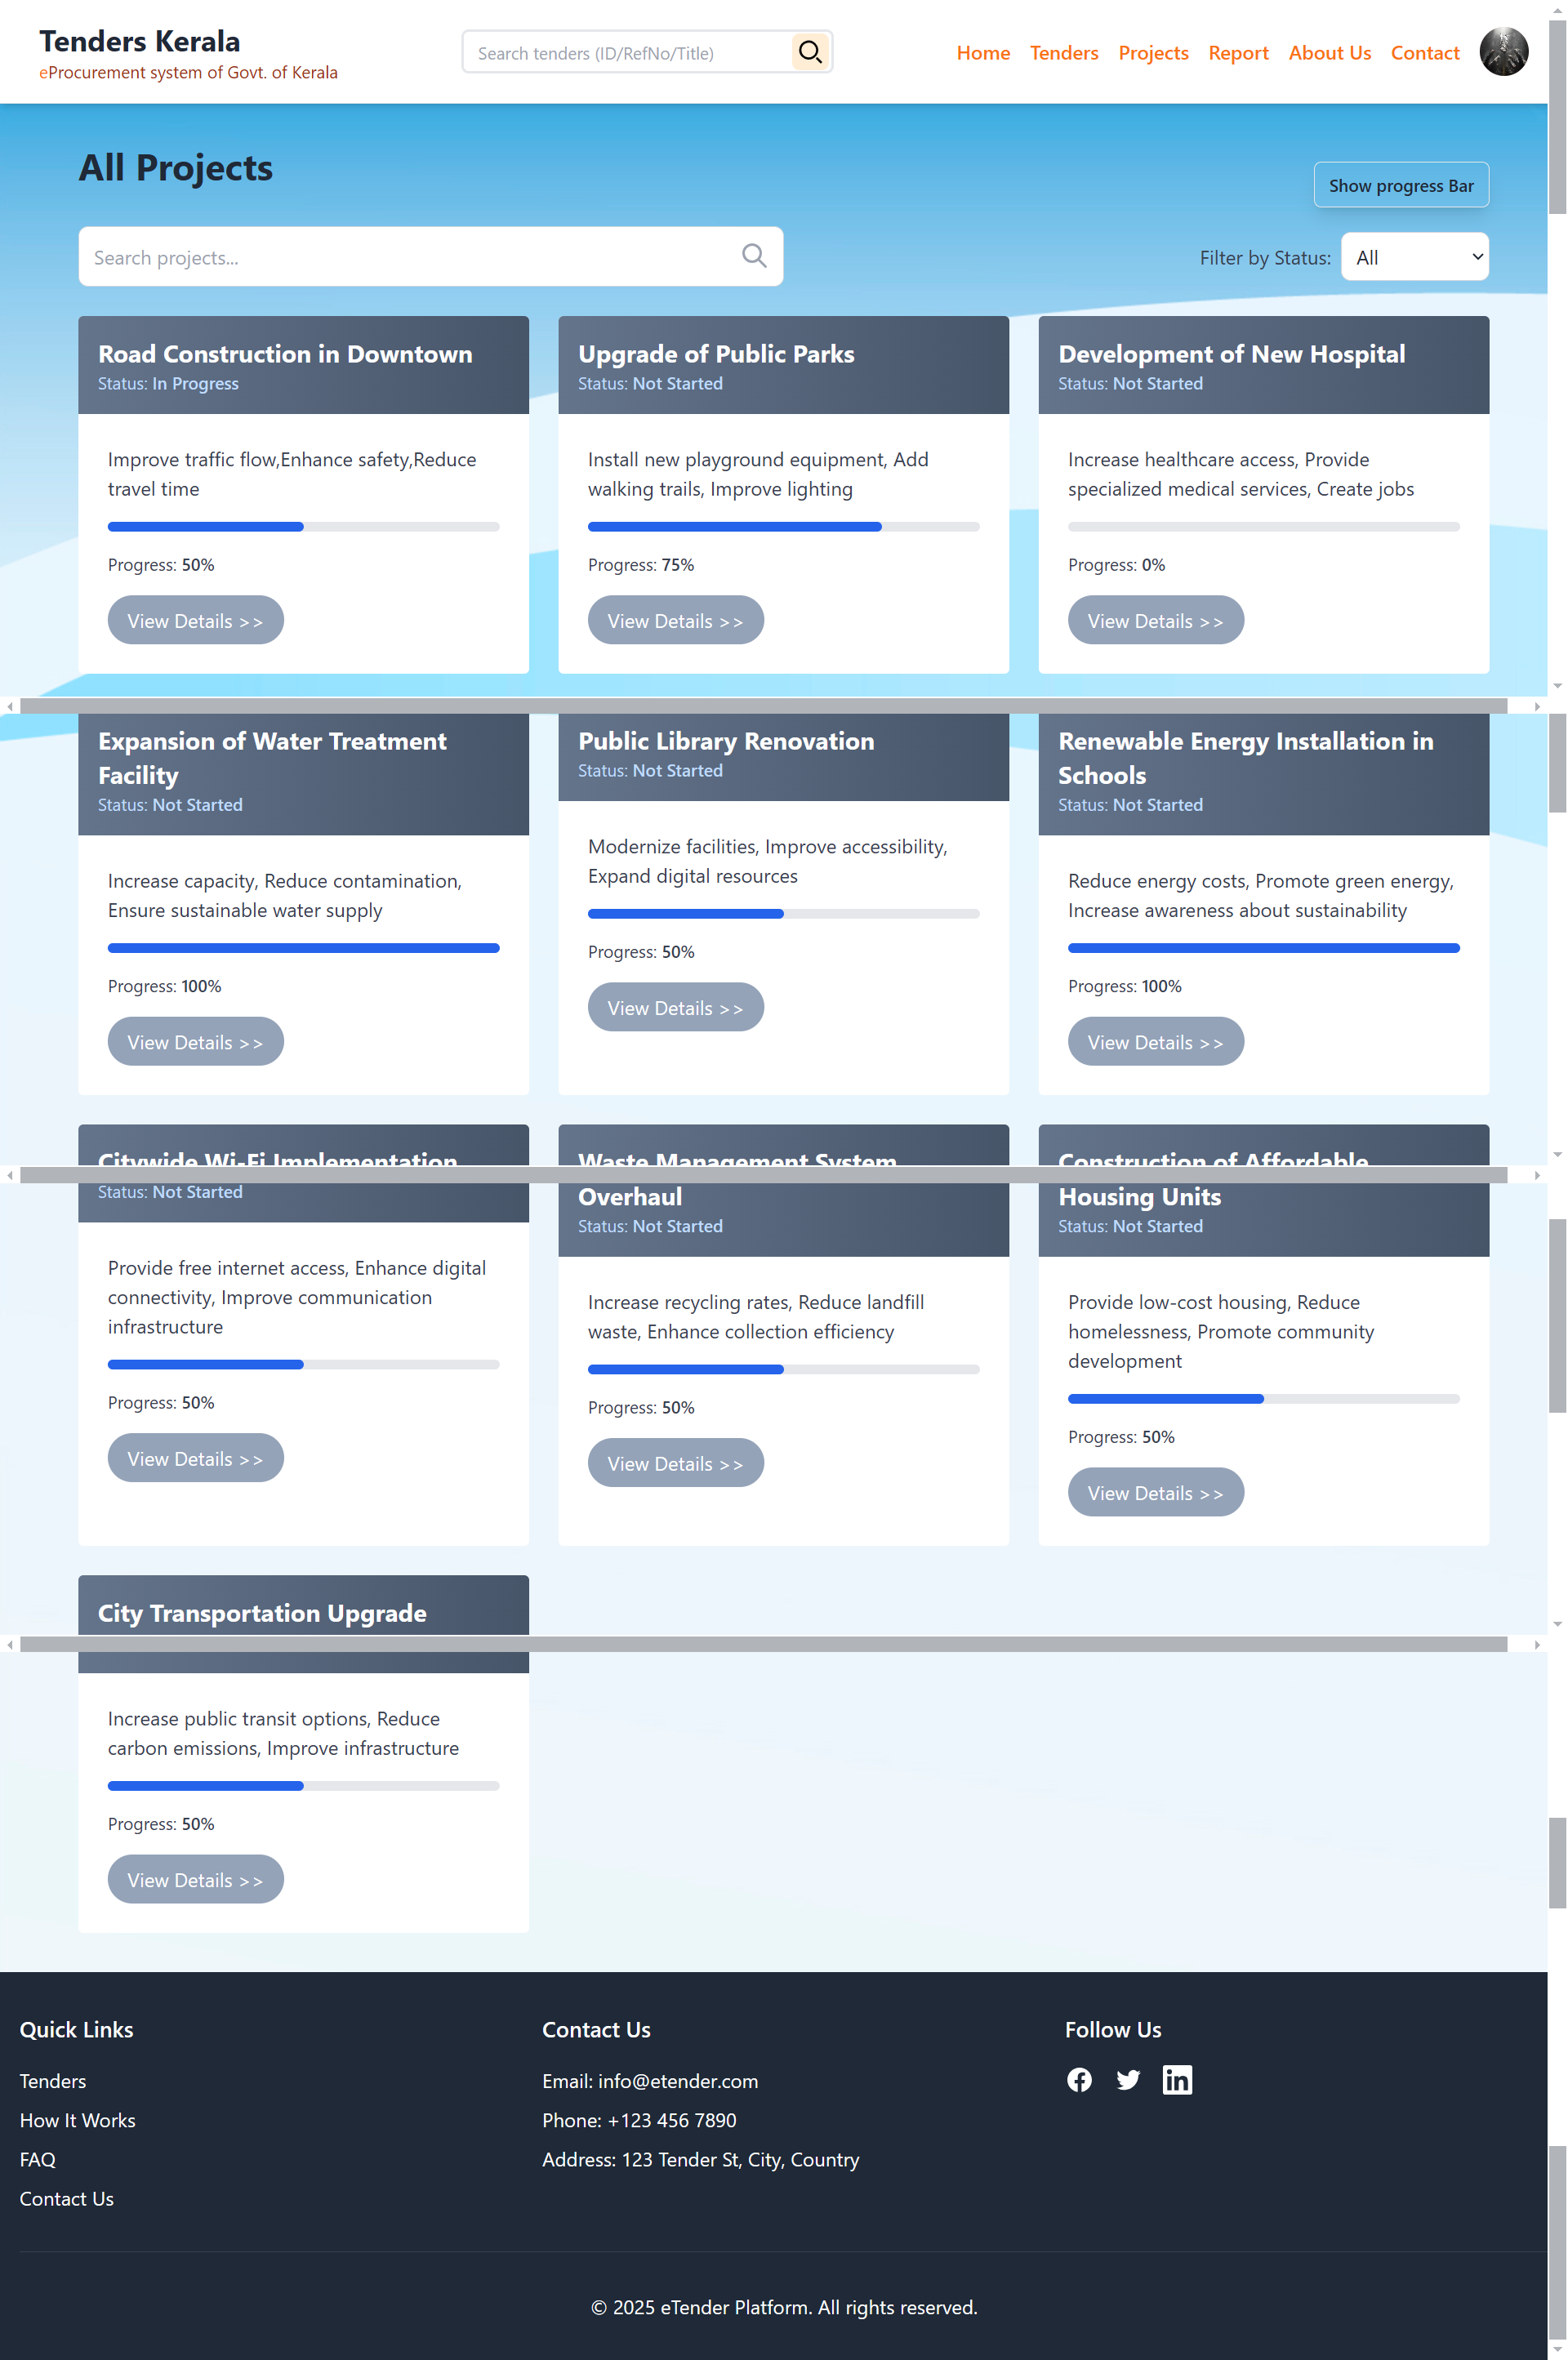 Tenders Kerala
eProcurement system of Govt. of Kerala
Search tenders (ID/RefNo/Title)
Home Tenders Projects Report About Us Contact
All Projects
Show progress Bar
Search projects...
Filter by Status: All
Road Construction in Downtown
Status: In Progress
Improve traffic flow,Enhance safety,Reduce
travel time
Progress: 50%
View Details >>
Upgrade of Public Parks
Status: Not Started
Install new playground equipment, Add
walking trails, Improve lighting
Progress: 75%
View Details >>
Development of New Hospital
Status: Not Started
Increase healthcare access, Provide
specialized medical services, Create jobs
Progress: 0%
View Details >>
Expansion of Water Treatment
Facility
Status: Not Started
Increase capacity, Reduce contamination,
Ensure sustainable water supply
Progress: 100%
View Details >>
Public Library Renovation
Status: Not Started
Modernize facilities, Improve accessibility,
Expand digital resources
Progress: 50%
View Details >>
Renewable Energy Installation in
Schools
Status: Not Started
Reduce energy costs, Promote green energy,
Increase awareness about sustainability
Progress: 100%
View Details >>
Citywide Wi-Fi Implementation
Status: Not Started
Provide free internet access, Enhance digital
connectivity, Improve communication
infrastructure
Progress: 50%
View Details >>
Waste Management System
Overhaul
Status: Not Started
Increase recycling rates, Reduce landfill
waste, Enhance collection efficiency
Progress: 50%
View Details >>
Construction of Affordable
Housing Units
Status: Not Started
Provide low-cost housing, Reduce
homelessness, Promote community
development
Progress: 50%
View Details >>
City Transportation Upgrade
Increase public transit options, Reduce
carbon emissions, Improve infrastructure
Progress: 50%
View Details >>
Quick Links
Tenders
How It Works
FAQ
Contact Us
Contact Us
Email: info@etender.com
Phone: +123 456 7890
Address: 123 Tender St, City, Country
Follow Us
© 2025 eTender Platform. All rights reserved.